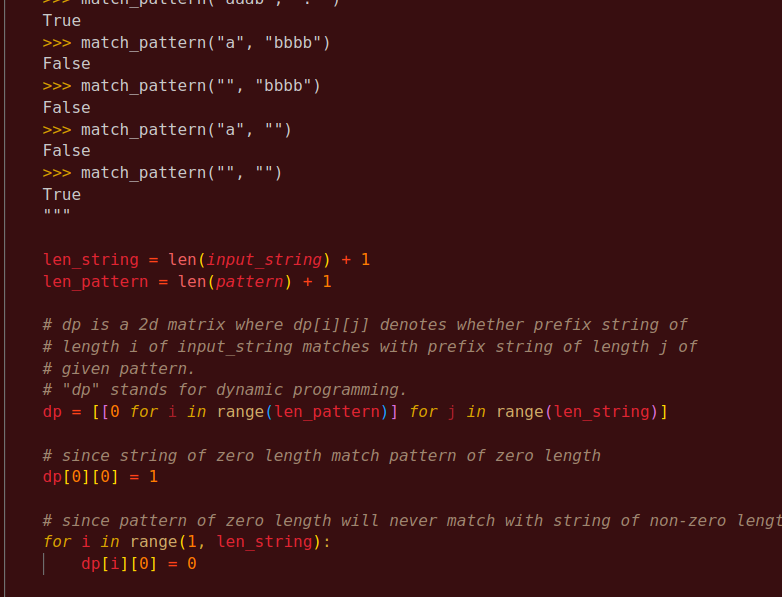 >>> match_pattern("aaab", ".*")
True
>>> match_pattern("a", "bbbb")
False
>>> match_pattern("", "bbbb")
False
>>> match_pattern("a", "")
False
>>> match_pattern("", "")
True
"""
len_string = len(input_string) + 1
len_pattern = len(pattern) + 1
# dp is a 2d matrix where dp[i][j] denotes whether prefix string of
# length i of input_string matches with prefix string of length j of
# given pattern.
# "dp" stands for dynamic programming.
dp = [[0 for i in range(len_pattern)] for j in range(len_string)]
# since string of zero length match pattern of zero length
dp[0][0] = 1
# since pattern of zero length will never match with string of non-zero lengt
for i in range(1, len_string):
dp[i][0] = 0